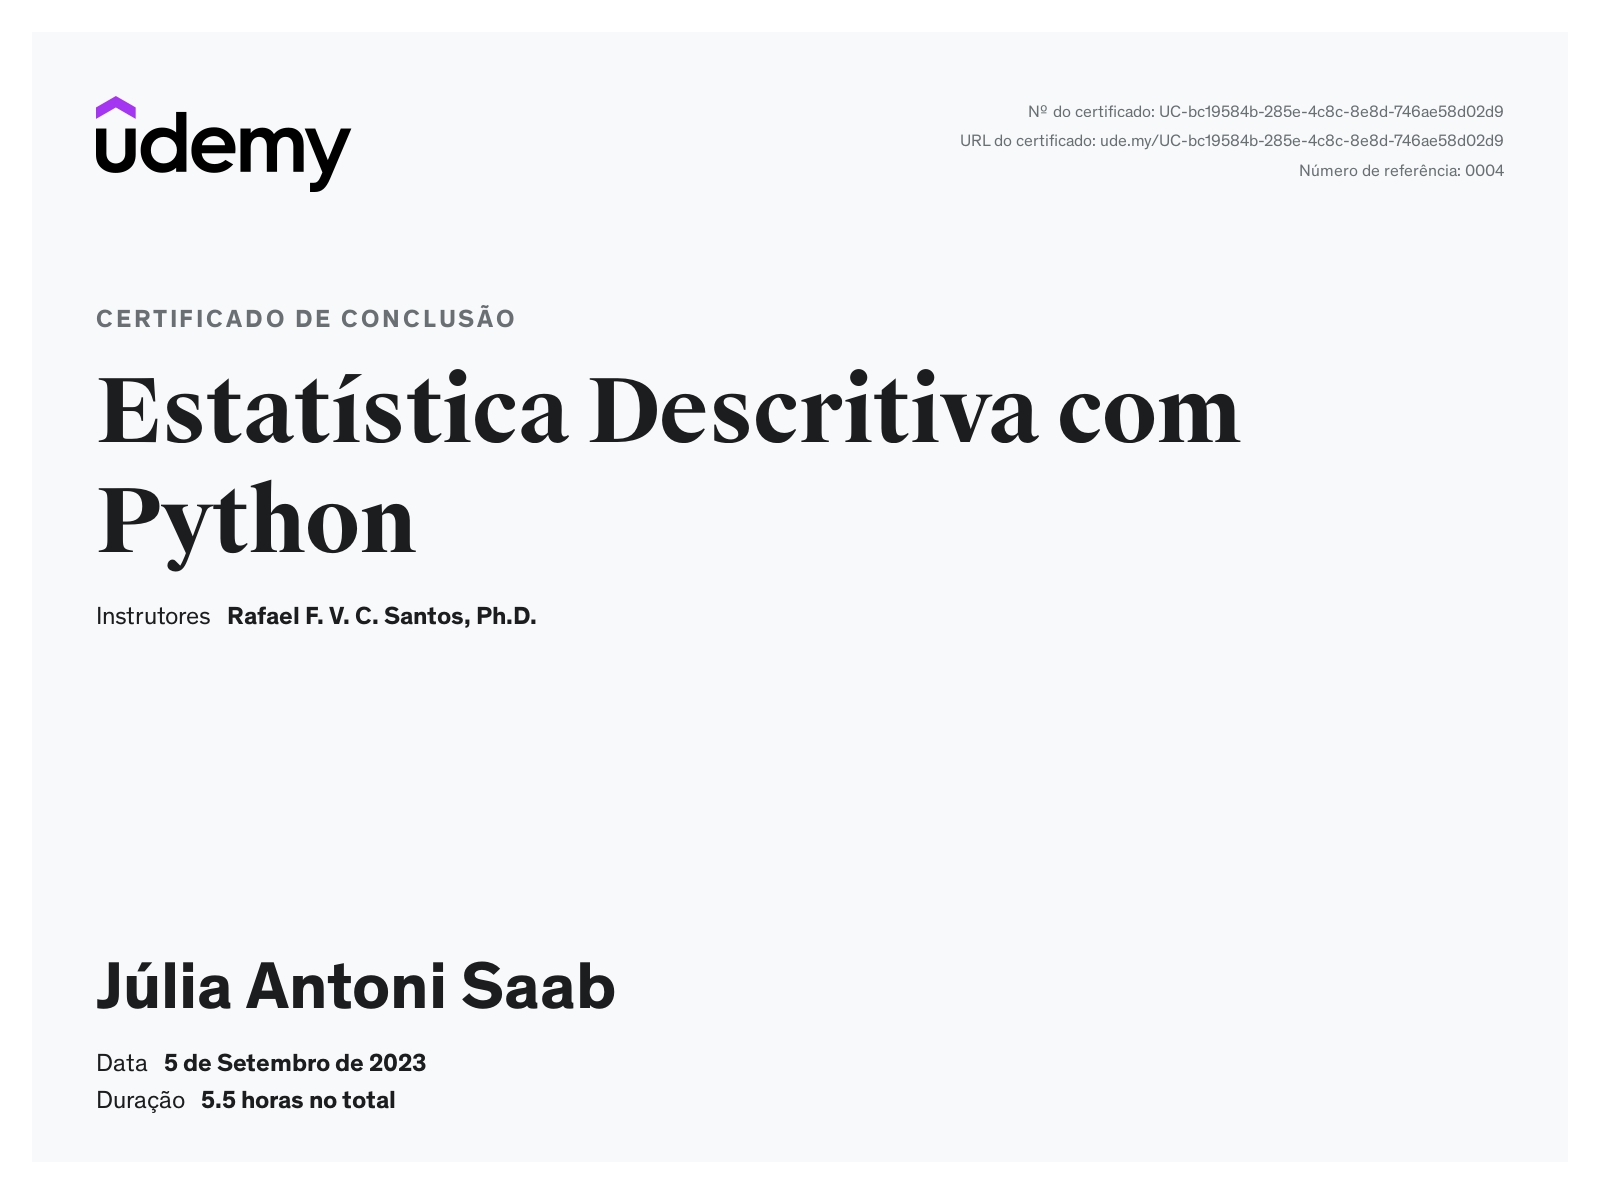 udemy
Nº do certificado: UC-bc19584b-285e-4c8c-8e8d-746ae58d02d9
URL do certificado: ude.my/UC-bc19584b-285e-4c8c-8e8d-746ae58d02d9
Número de referência: 0004
CERTIFICADO DE CONCLUSÃO
Estatística Descritiva com
Python
Instrutores Rafael F. V. C. Santos, Ph.D.
Júlia Antoni Saab
Data 5 de Setembro de 2023
Duração 5.5 horas no total